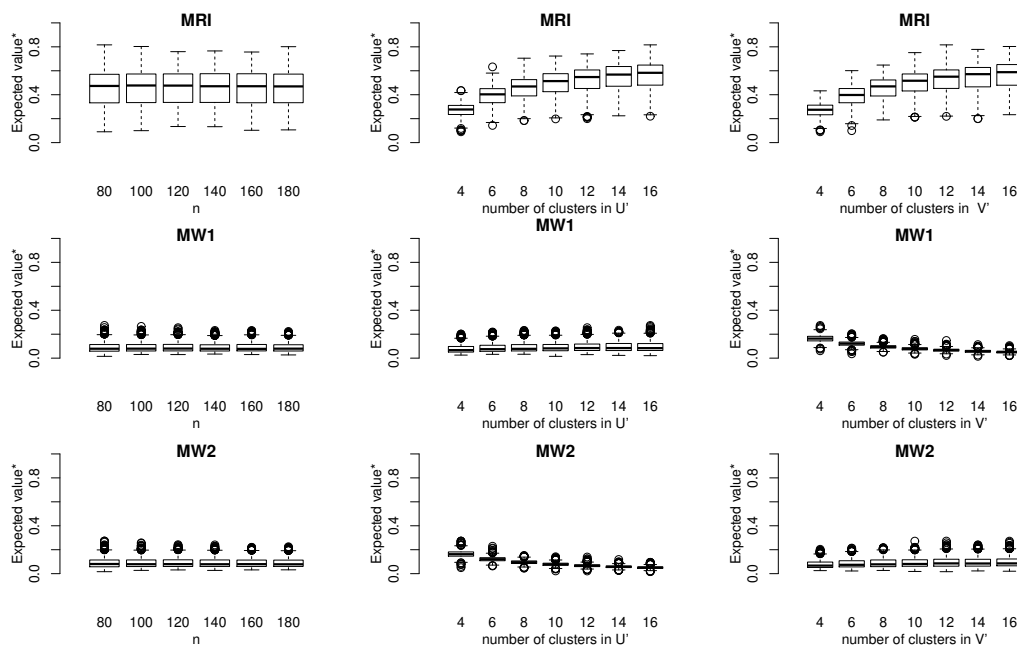 MRI
Expected value*
0.0 0.4 0.8
80 100 120 140 160 180
n
MRI
Expected value*
0.0 0.4 0.8
4 6 8 10 12 14 16
number of clusters in U'
MRI
Expected value*
0.0 0.4 0.8
4 6 8 10 12 14 16
number of clusters in V'
MW1
Expected value*
0.0 0.4 0.8
80 100 120 140 160 180
n
MW1
Expected value*
0.0 0.4 0.8
4 6 8 10 12 14 16
number of clusters in U'
MW1
Expected value*
0.0 0.4 0.8
4 6 8 10 12 14 16
number of clusters in V'
MW2
Expected value*
0.0 0.4 0.8
80 100 120 140 160 180
n
MW2
Expected value*
0.0 0.4 0.8
4 6 8 10 12 14 16
number of clusters in U'
MW2
Expected value*
0.0 0.4 0.8
4 6 8 10 12 14 16
number of clusters in V'